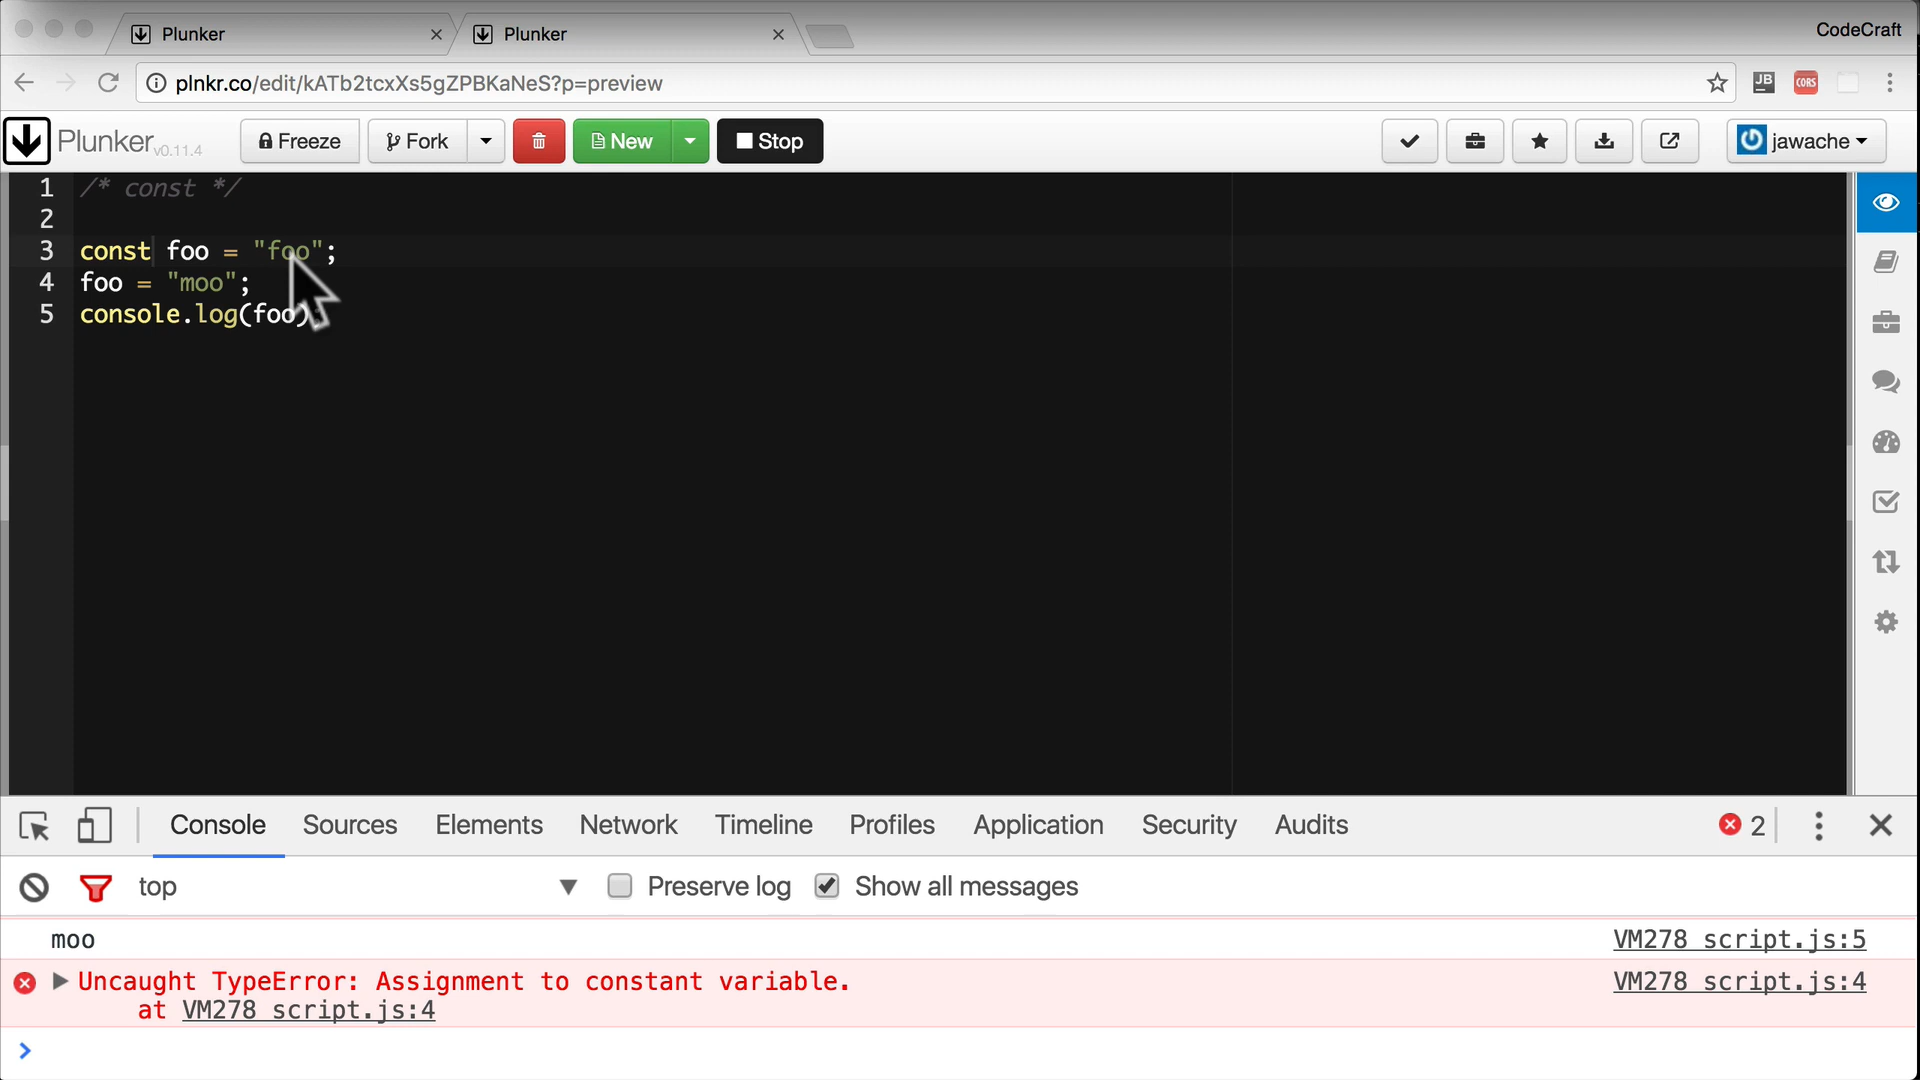 Plunker
Plunker
CodeCraft
plnkr.co/edit/kATb2tcxXs5gZPBKaNeS?p=preview
JB
CORS
Plunker v0.11.4
Freeze
Fork
New
Stop
jawache
1 /* const */
2
3 const foo = "foo";
4 foo = "moo";
5 console.log(foo)
Console Sources Elements Network Timeline Profiles Application Security Audits 2
top Preserve log Show all messages
moo VM278 script.js:5
Uncaught TypeError: Assignment to constant variable. VM278 script.js:4
at VM278 script.js:4